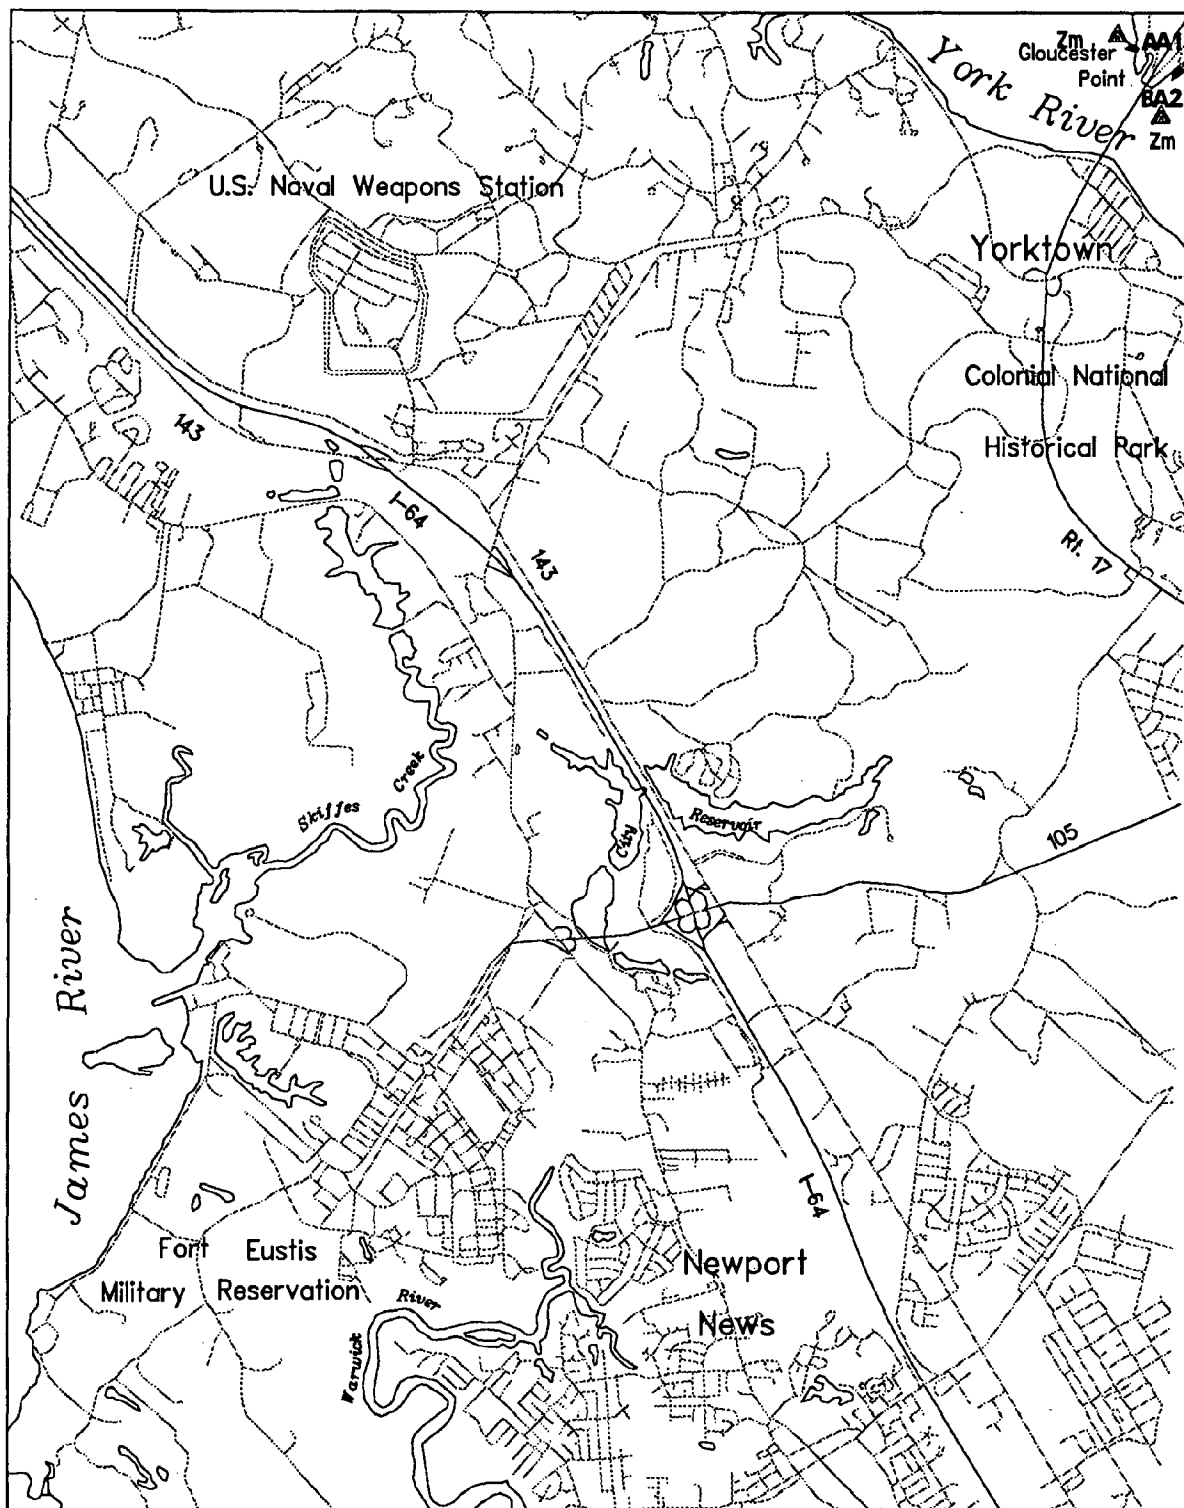 York River
Zm
AA1
Gloucester
Point
BA2
Zm
U.S. Naval Weapons Station
Yorktown
Colonial National
Historical Park
143
I-64
143
Rt. 17
Skiffes Creek
City Reservoir
105
James River
I-64
Fort Eustis
Military Reservation
Newport
News
Warwick River